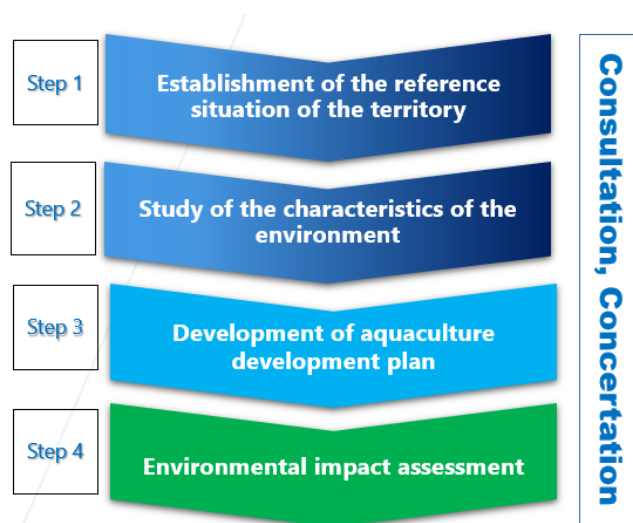 Step 1
Establishment of the reference
situation of the territory
Step 2
Study of the characteristics of the
environment
Step 3
Development of aquaculture
development plan
Step 4
Environmental impact assessment
Consultation, Concertation